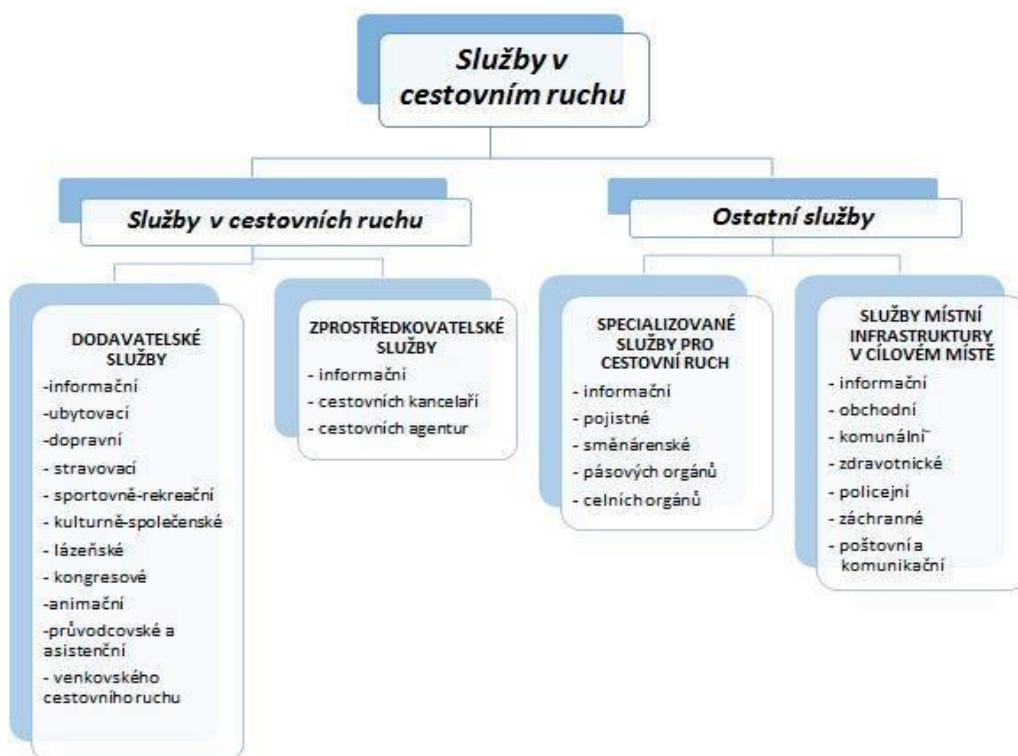 Služby v
cestovním ruchu
Služby v cestovních ruchu
Ostatní služby
DODAVATELSKÉ
SLUŽBY
-informační
-ubytovací
-dopravní
- stravovací
- sportovně-rekreační
- kulturně-společenské
- lázeňské
- kongresové
-animační
-průvodcovské a
asistenční
- venkovského
cestovního ruchu
ZPROSTŘEDKOVATELSKÉ
SLUŽBY
- informační
- cestovních kanceláří
- cestovních agentur
SPECIALIZOVANÉ
SLUŽBY PRO
CESTOVNÍ RUCH
- informační
- pojistné
- směnárenské
- pásových orgánů
- celních orgánů
SLUŽBY MÍSTNÍ
INFRASTRUKTURY
V CÍLOVÉM MÍSTĚ
- informační
- obchodní
- komunální¨
- zdravotnické
- policejní
- záchranné
- poštovní a
komunikační